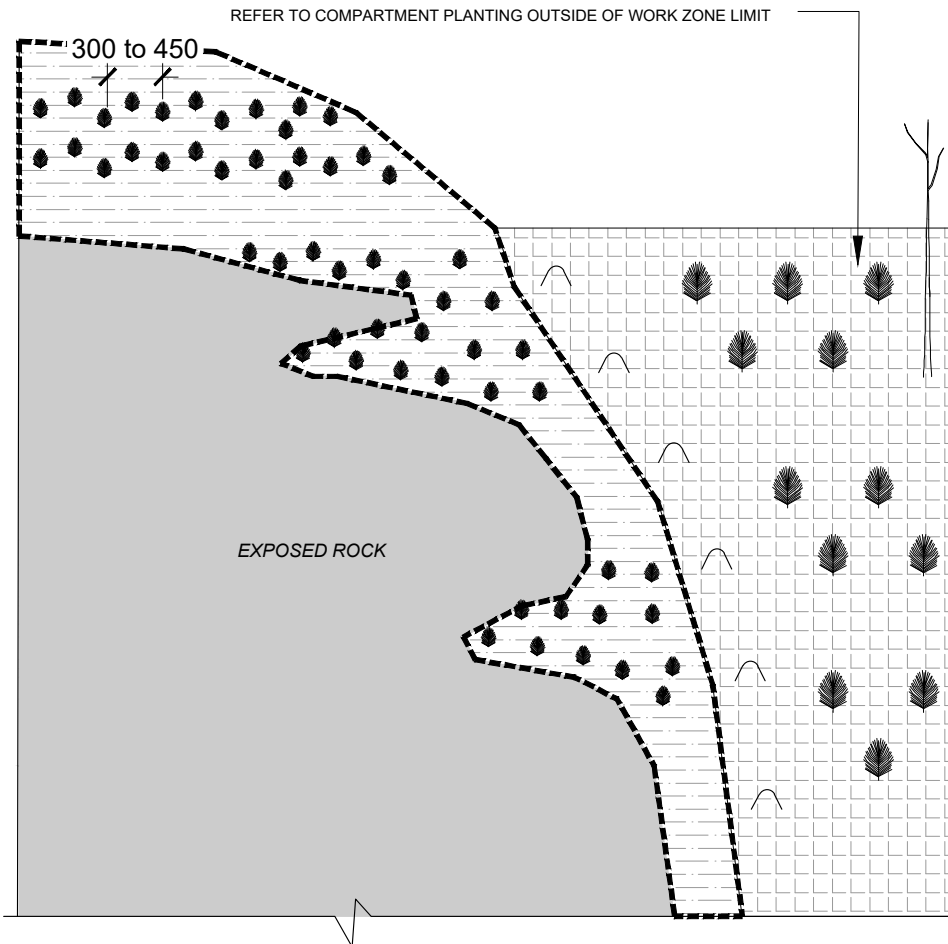 REFER TO COMPARTMENT PLANTING OUTSIDE OF WORK ZONE LIMIT
300 to 450
EXPOSED ROCK